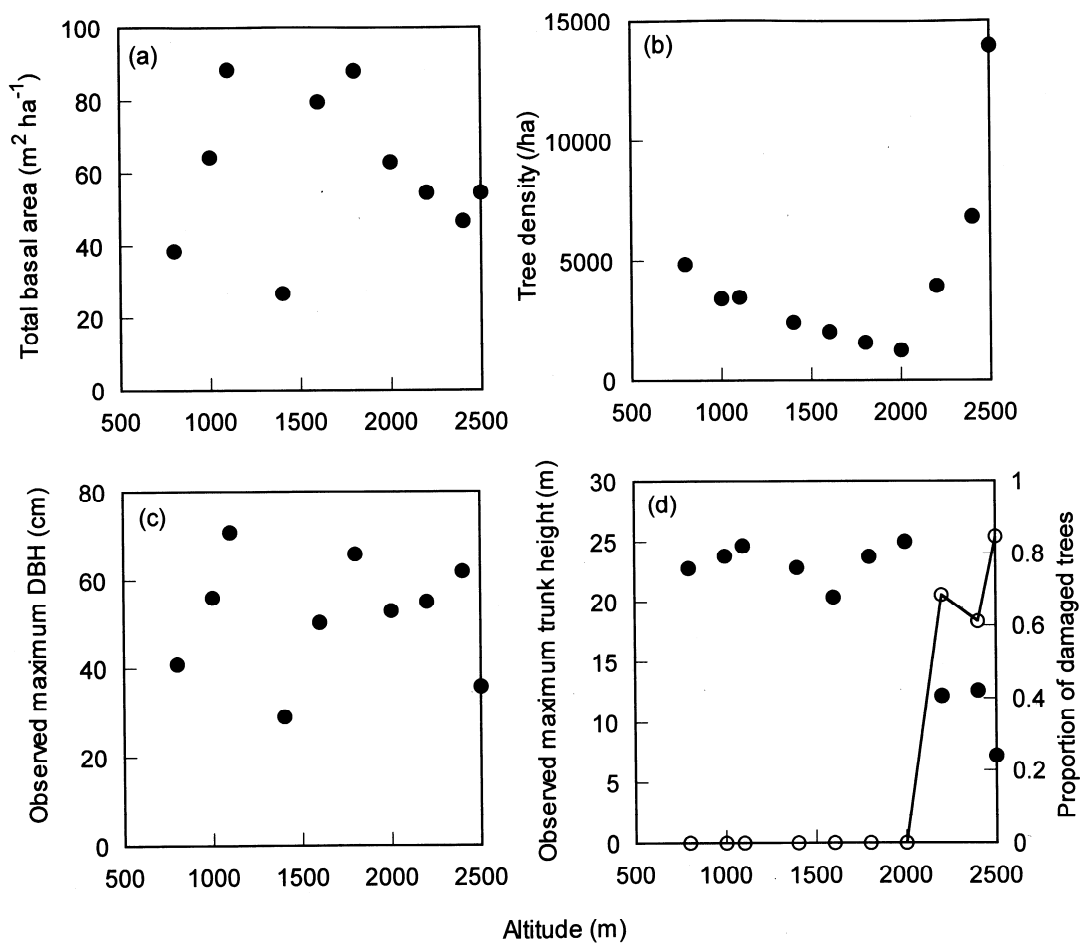 (a)
Total basal area (m2 ha-1)
100
80
60
40
20
0
500 1000 1500 2000 2500
(b)
Tree density (/ha)
15000
10000
5000
0
500 1000 1500 2000 2500
(c)
Observed maximum DBH (cm)
80
60
40
20
0
500 1000 1500 2000 2500
(d)
Observed maximum trunk height (m)
30
25
20
15
10
5
0
500 1000 1500 2000 2500
1
0.8
0.6
0.4
0.2
0
Proportion of damaged trees
Altitude (m)